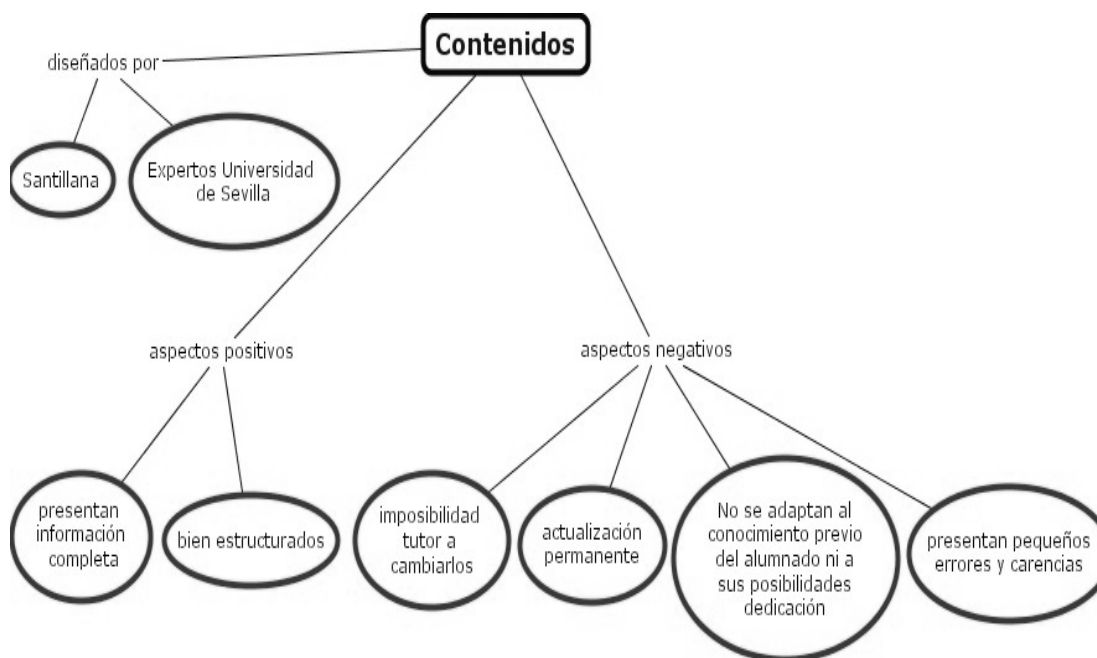 Contenidos
diseñados por
Santillana
Expertos Universidad
de Sevilla
aspectos positivos
aspectos negativos
presentan
información
completa
bien estructurados
imposibilidad
tutor a
cambiarlos
actualización
permanente
No se adaptan al
conocimiento previo
del alumnado ni a
sus posibilidades
dedicación
presentan pequeños
errores y carencias